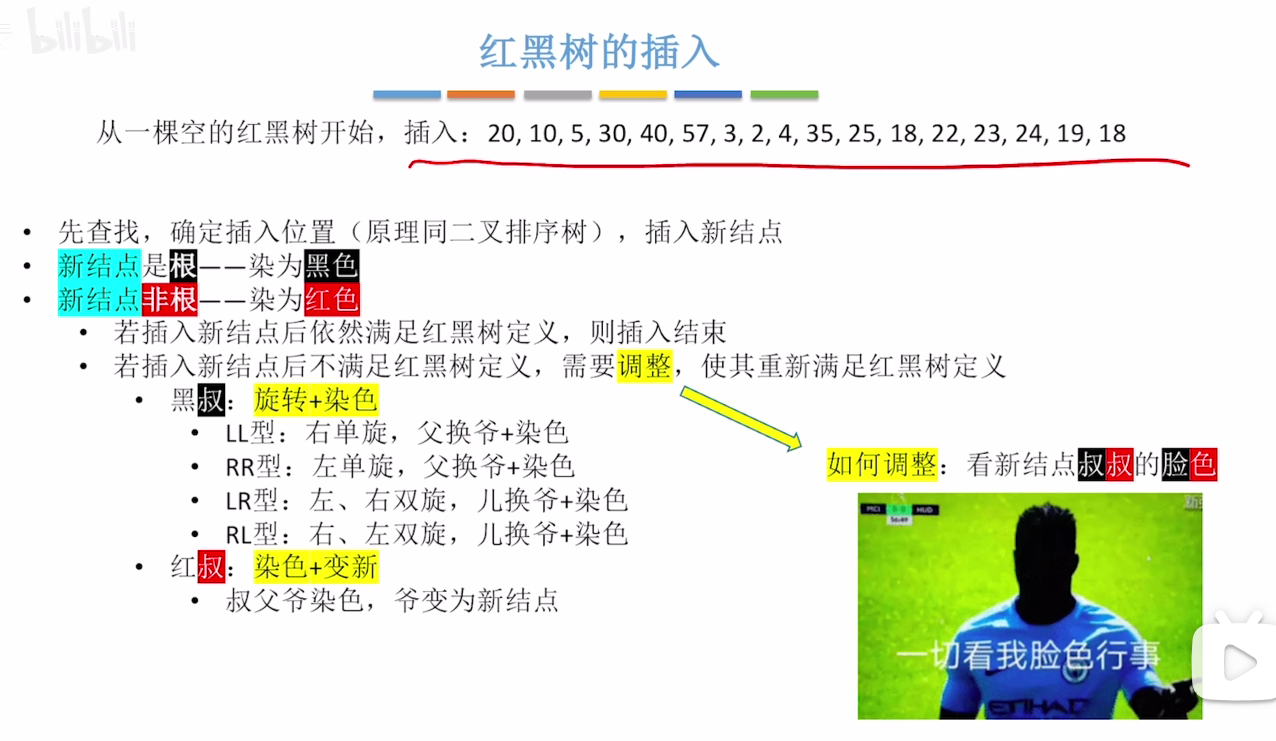 bilibili
红黑树的插入
从一棵空的红黑树开始，插入：20, 10, 5, 30, 40, 57, 3, 2, 4, 35, 25, 18, 22, 23, 24, 19, 18
• 先查找，确定插入位置（原理同二叉排序树），插入新结点
• 新结点是根——染为黑色
• 新结点非根——染为红色
• 若插入新结点后依然满足红黑树定义，则插入结束
• 若插入新结点后不满足红黑树定义，需要调整，使其重新满足红黑树定义
• 黑叔：旋转+染色
• LL型：右单旋，父换爷+染色
• RR型：左单旋，父换爷+染色
• LR型：左、右双旋，儿换爷+染色
• RL型：右、左双旋，儿换爷+染色
• 红叔：染色+变新
• 叔父爷染色，爷变为新结点
如何调整：看新结点叔叔的脸色
MCI HUD
56:49
一切看我脸色行事
ETIHAD